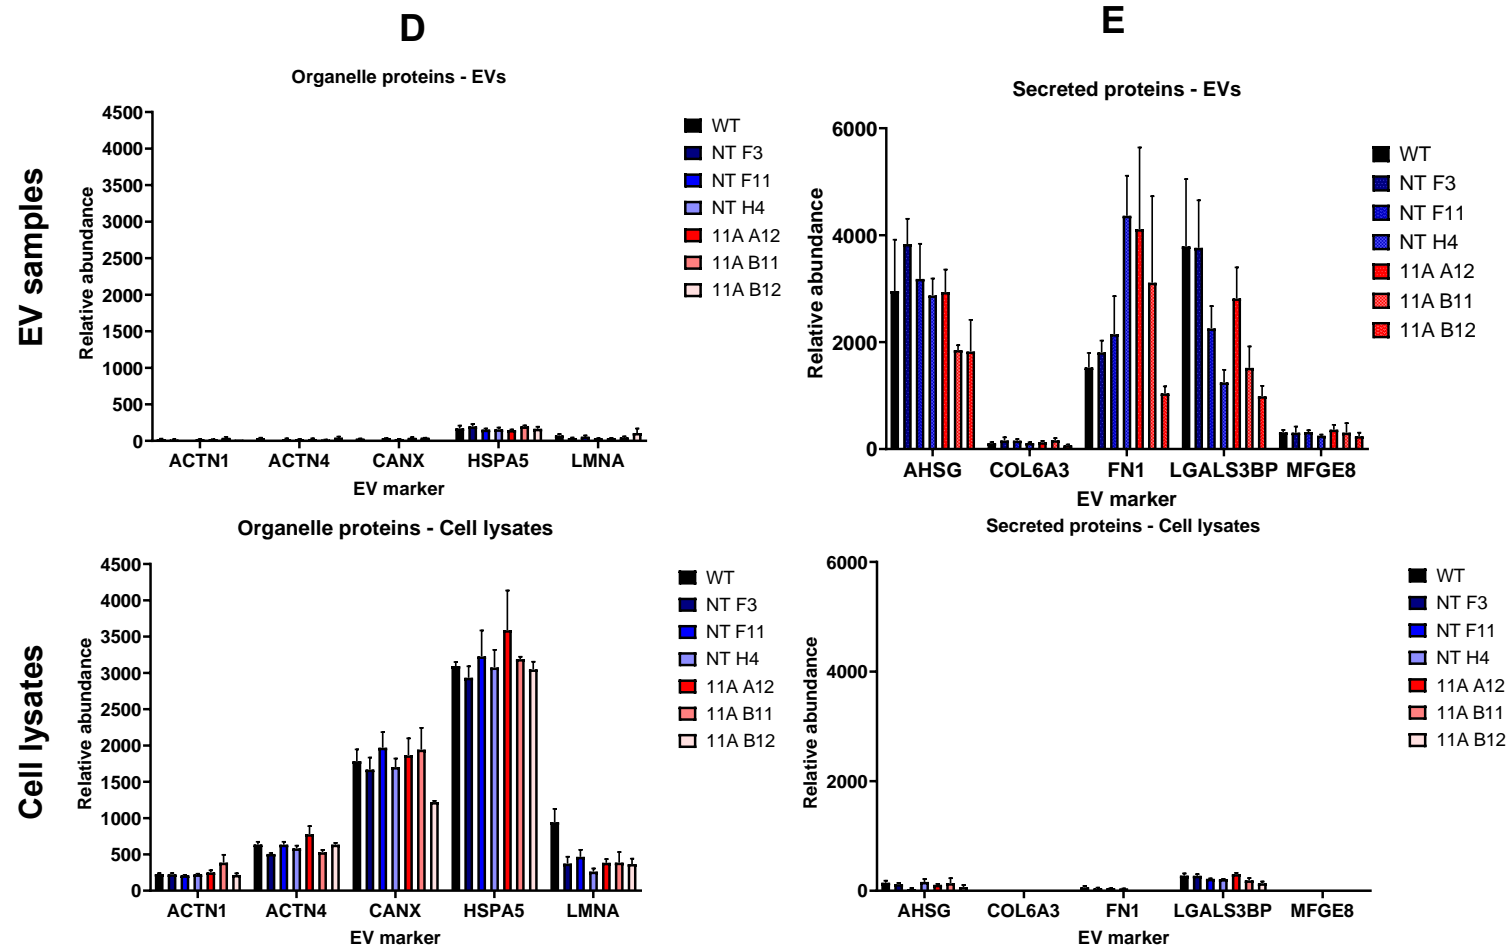 D
E
EV samples
Organelle proteins - EVs
Relative abundance
4500
4000
3500
3000
2500
2000
1500
1000
500
0
ACTN1 ACTN4 CANX HSPA5 LMNA
EV marker
WT
NT F3
NT F11
NT H4
11A A12
11A B11
11A B12
Secreted proteins - EVs
Relative abundance
6000
4000
2000
0
AHSG COL6A3 FN1 LGALS3BP MFGE8
EV marker
WT
NT F3
NT F11
NT H4
11A A12
11A B11
11A B12
Cell lysates
Organelle proteins - Cell lysates
Relative abundance
4500
4000
3500
3000
2500
2000
1500
1000
500
0
ACTN1 ACTN4 CANX HSPA5 LMNA
EV marker
WT
NT F3
NT F11
NT H4
11A A12
11A B11
11A B12
Secreted proteins - Cell lysates
Relative abundance
6000
4000
2000
0
AHSG COL6A3 FN1 LGALS3BP MFGE8
EV marker
WT
NT F3
NT F11
NT H4
11A A12
11A B11
11A B12